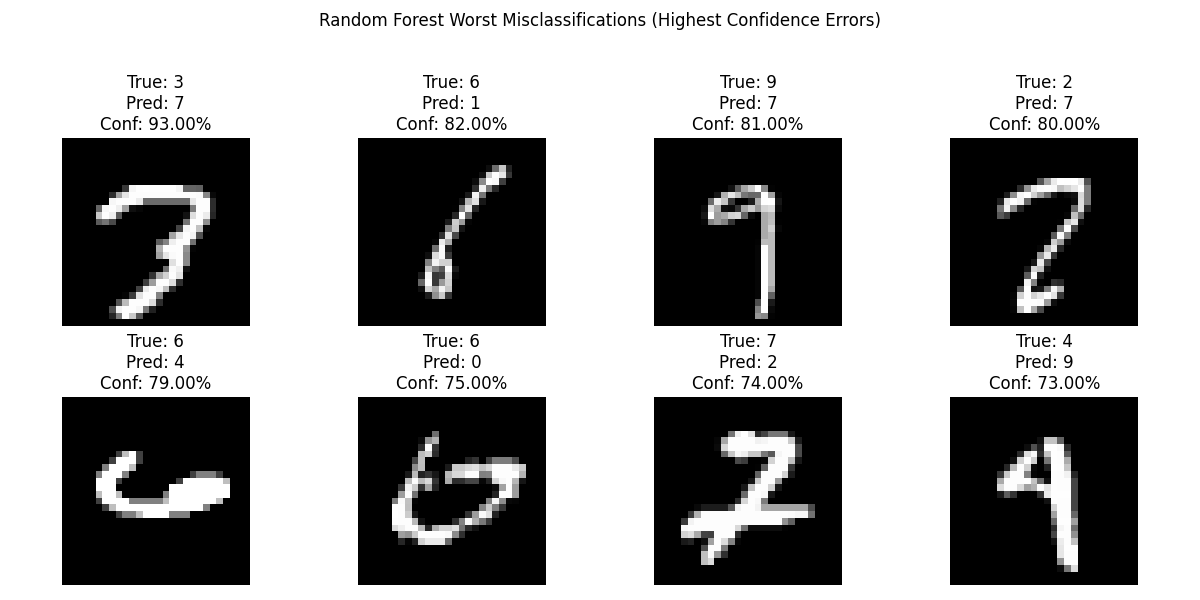 Random Forest Worst Misclassifications (Highest Confidence Errors)
True: 3
Pred: 7
Conf: 93.00%
True: 6
Pred: 1
Conf: 82.00%
True: 9
Pred: 7
Conf: 81.00%
True: 2
Pred: 7
Conf: 80.00%
True: 6
Pred: 4
Conf: 79.00%
True: 6
Pred: 0
Conf: 75.00%
True: 7
Pred: 2
Conf: 74.00%
True: 4
Pred: 9
Conf: 73.00%